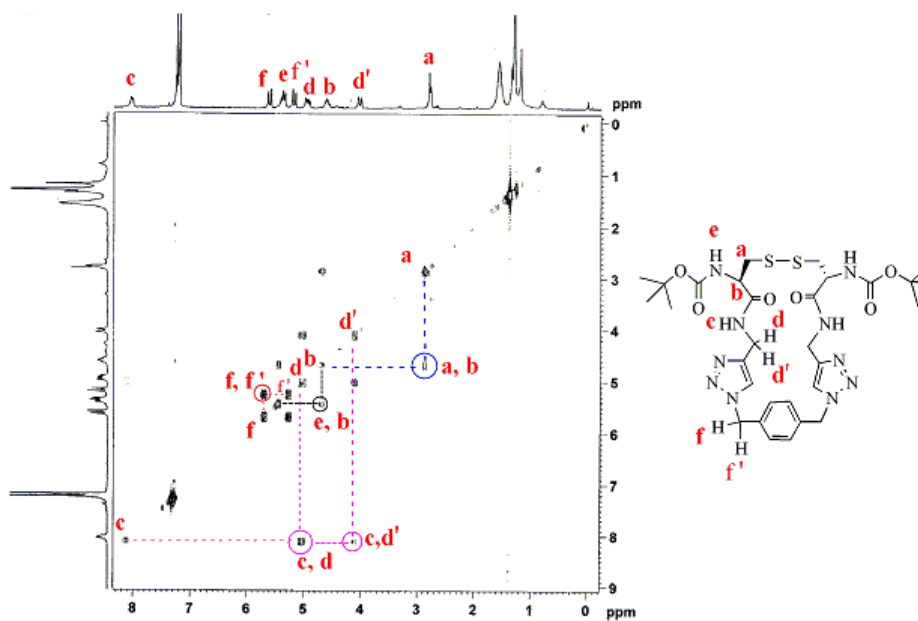 c
f
e
f '
d
b
d'
a
ppm
0
1
2
3
4
5
6
7
8
9
ppm
8
7
6
5
4
3
2
1
0
a
d'
b
d
a, b
f, f '
f '
f
e, b
c
c, d
c,d'
e
H
a
S
S
H
O
N
N
O
b
O
O
O
O
c
NH
d
H
HN
H
d'
N
N
N
N
N
N
f
H
H
f '